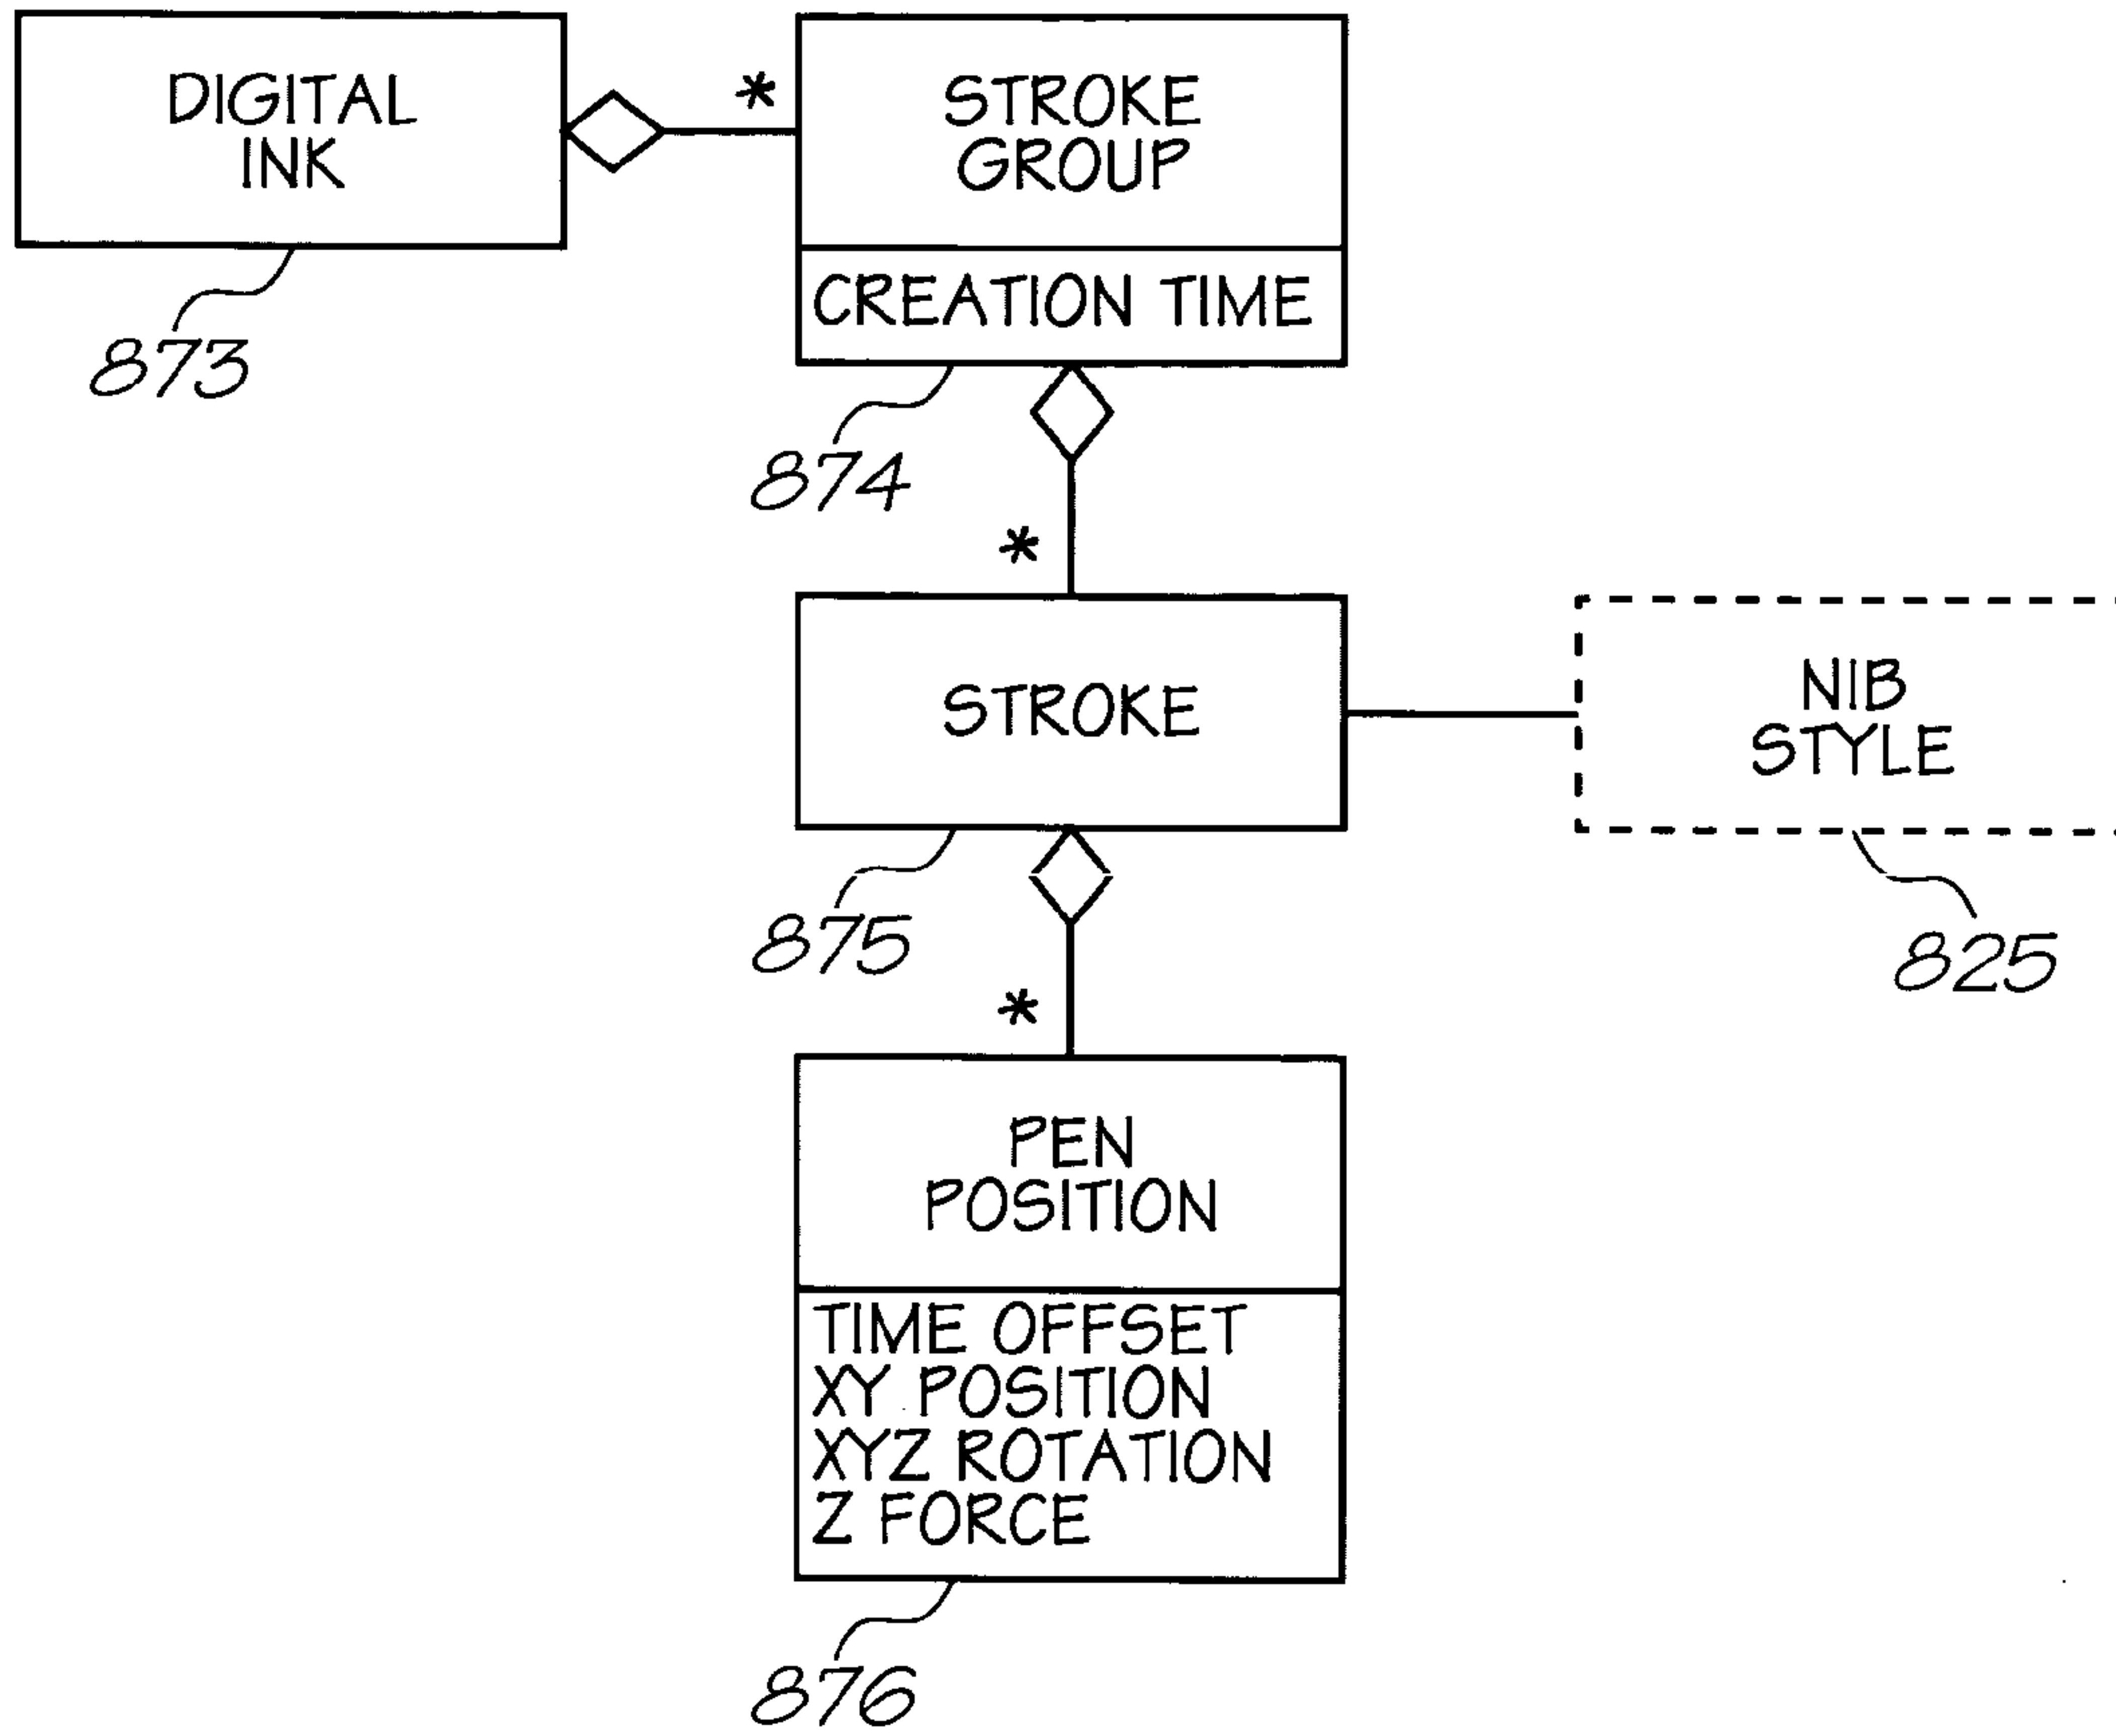 DIGITAL
INK
873
*
STROKE
GROUP
CREATION TIME
874
*
STROKE
875
NIB
STYLE
825
*
PEN
POSITION
TIME OFFSET
XY POSITION
XYZ ROTATION
Z FORCE
876